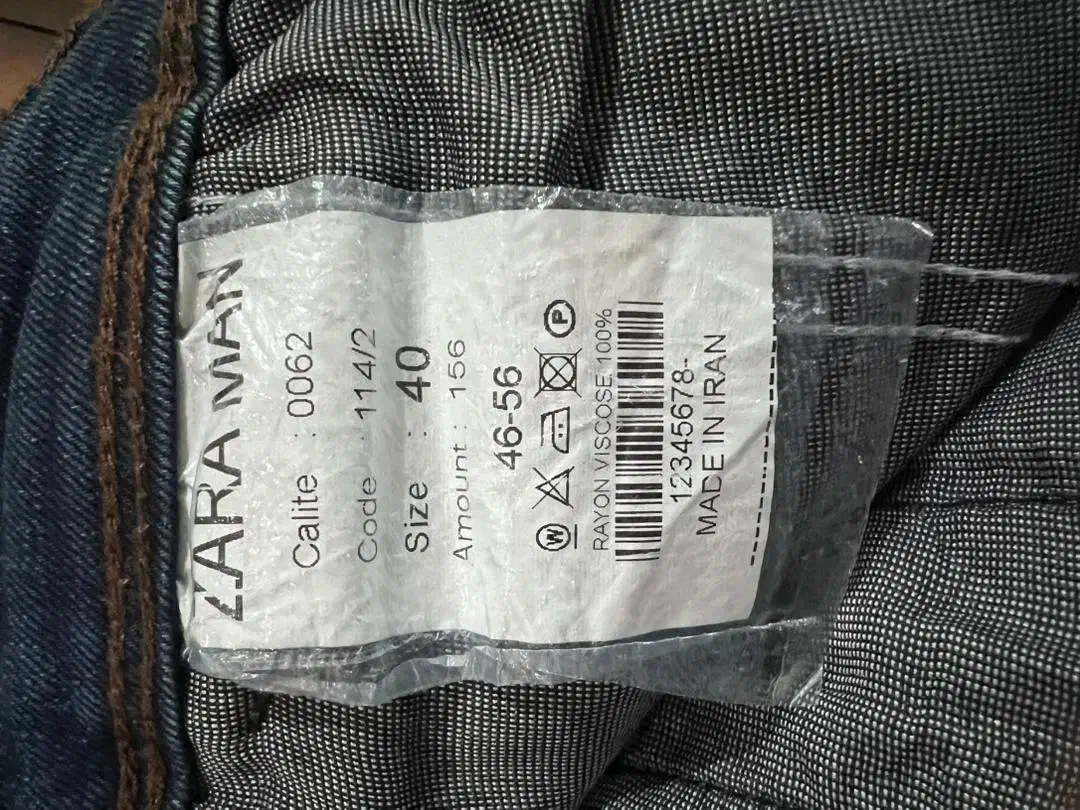 ZARA MAN
Calite : 0062
Code : 114/2
Size : 40
Amount : 156
46-56
W P
RAYON VISCOSE 100%
12345678-
MADE IN IRAN